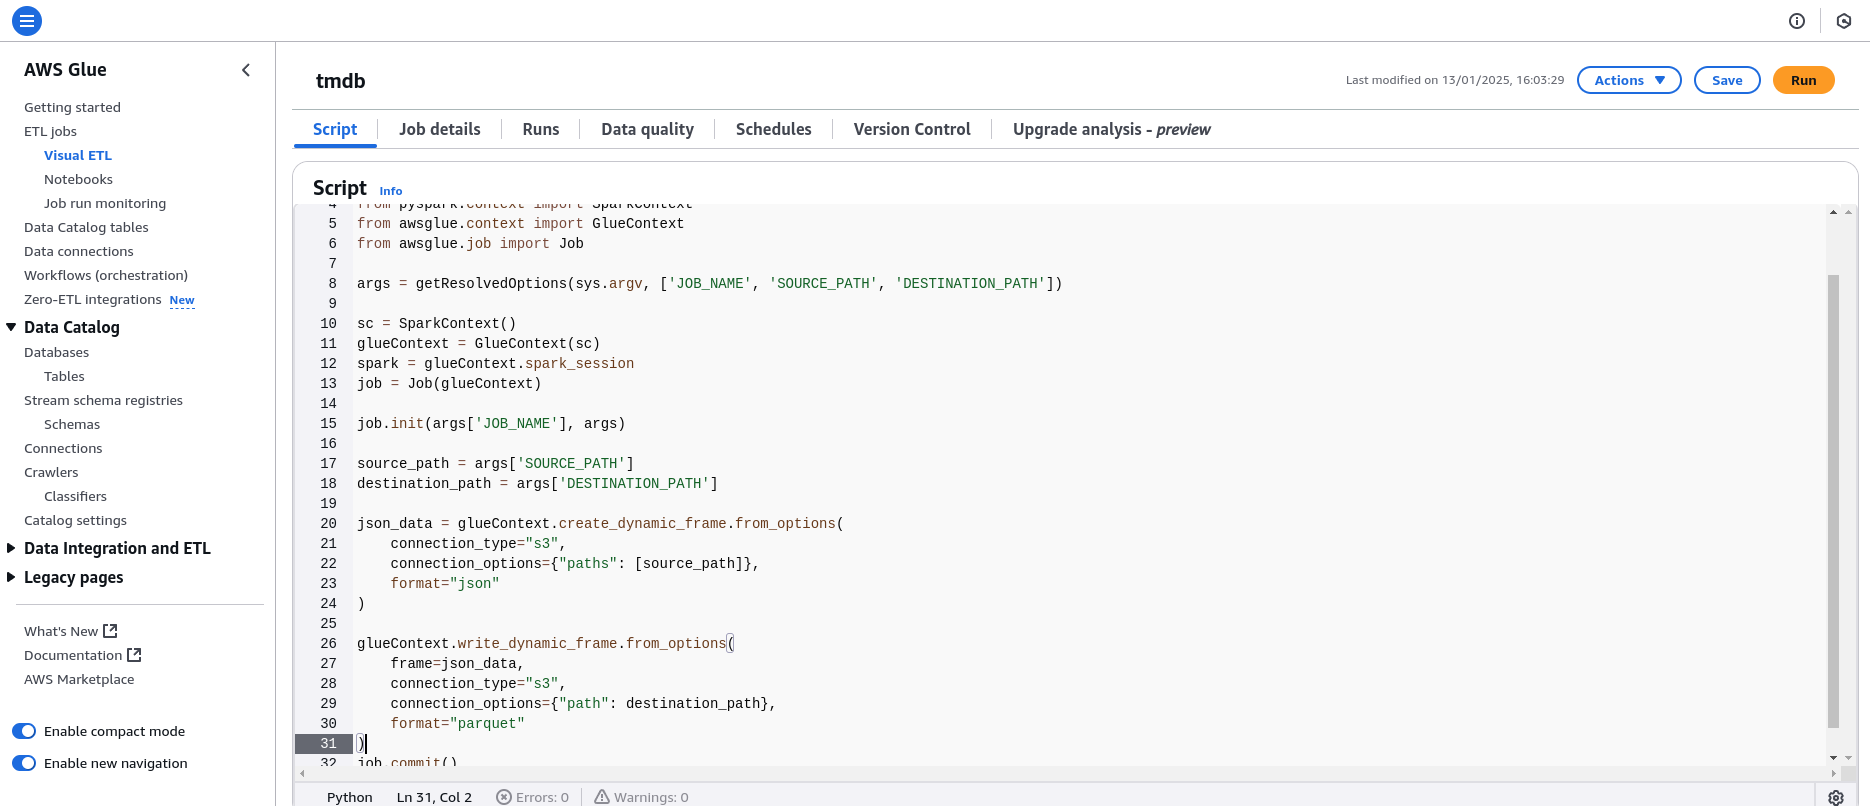 AWS Glue
Getting started
ETL jobs
Visual ETL
Notebooks
Job run monitoring
Data Catalog tables
Data connections
Workflows (orchestration)
Zero-ETL integrations New
Data Catalog
Databases
Tables
Stream schema registries
Schemas
Connections
Crawlers
Classifiers
Catalog settings
Data Integration and ETL
Legacy pages
What's New
Documentation
AWS Marketplace
Enable compact mode
Enable new navigation
tmdb
Last modified on 13/01/2025, 16:03:29
Actions
Save
Run
Script
Job details
Runs
Data quality
Schedules
Version Control
Upgrade analysis - preview
Script Info
4 from pyspark.context import SparkContext
5 from awsglue.context import GlueContext
6 from awsglue.job import Job
7
8 args = getResolvedOptions(sys.argv, ['JOB_NAME', 'SOURCE_PATH', 'DESTINATION_PATH'])
9
10 sc = SparkContext()
11 glueContext = GlueContext(sc)
12 spark = glueContext.spark_session
13 job = Job(glueContext)
14
15 job.init(args['JOB_NAME'], args)
16
17 source_path = args['SOURCE_PATH']
18 destination_path = args['DESTINATION_PATH']
19
20 json_data = glueContext.create_dynamic_frame.from_options(
21     connection_type="s3",
22     connection_options={"paths": [source_path]},
23     format="json"
24 )
25
26 glueContext.write_dynamic_frame.from_options(
27     frame=json_data,
28     connection_type="s3",
29     connection_options={"path": destination_path},
30     format="parquet"
31 )
32 job.commit()
Python Ln 31, Col 2 Errors: 0 Warnings: 0